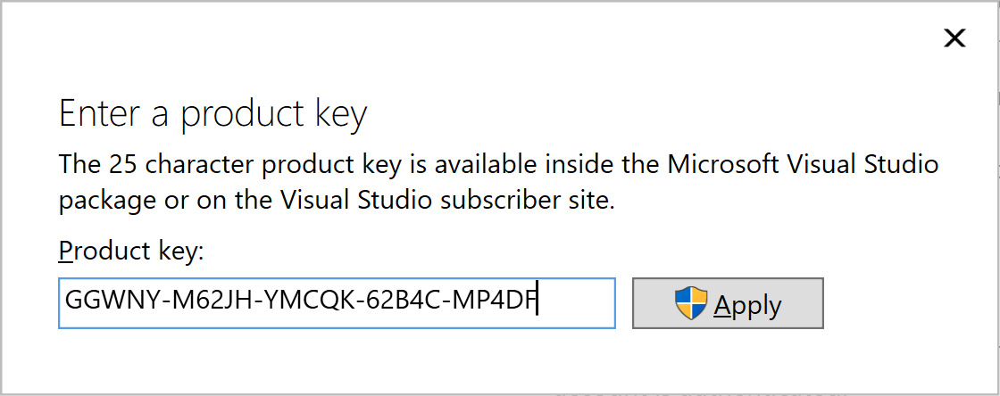 Enter a product key
The 25 character product key is available inside the Microsoft Visual Studio
package or on the Visual Studio subscriber site.
Product key:
GGWNY-M62JH-YMCQK-62B4C-MP4DF
Apply